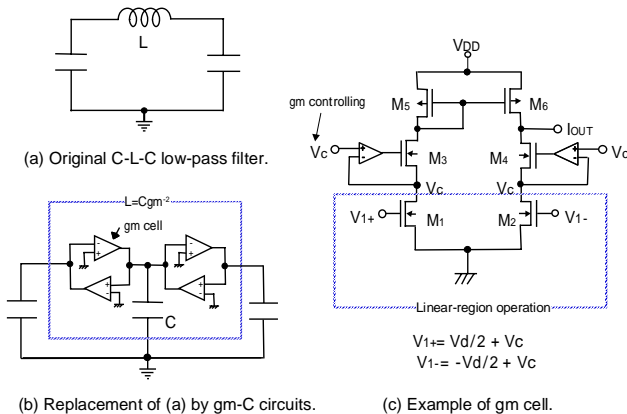 L
(a) Original C-L-C low-pass filter.
L=Cgm⁻²
gm cell
- +
- +
+ -
+ -
C
(b) Replacement of (a) by gm-C circuits.
VDD
M5
M6
gm controlling
IOUT
Vc
+ -
M3
M4
+ -
Vc
Vc
Vc
V1+
M1
M2
V1-
Linear-region operation
V1+= Vd/2 + Vc
V1-= -Vd/2 + Vc
(c) Example of gm cell.